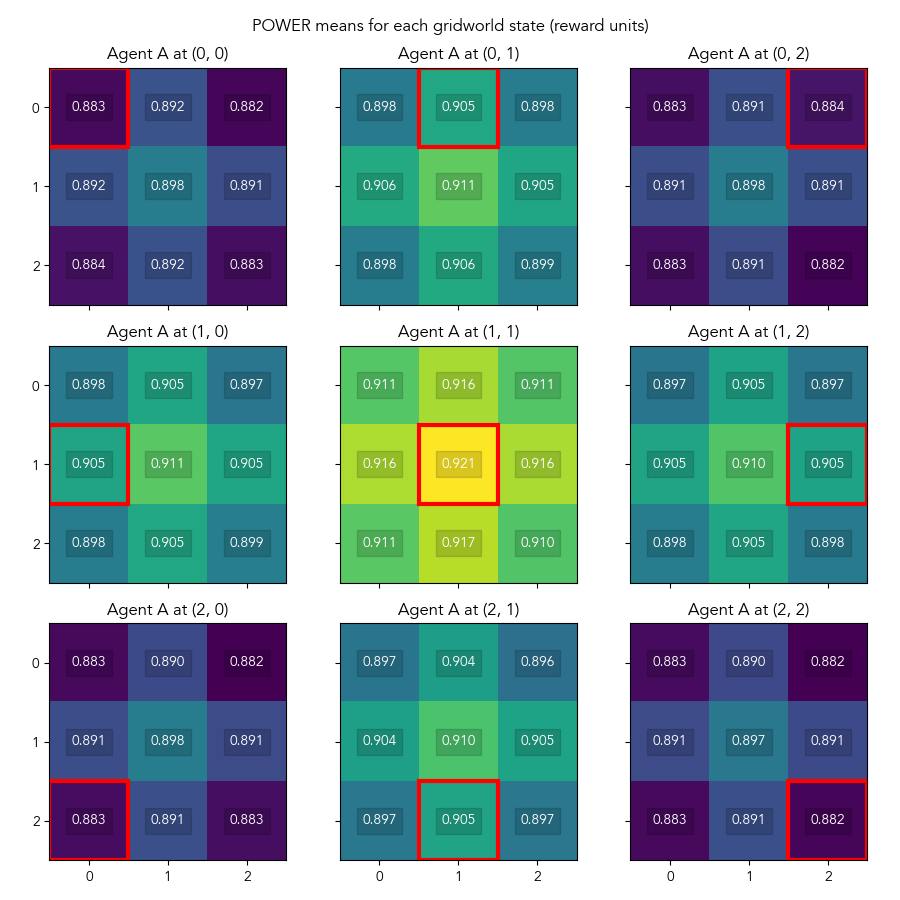 POWER means for each gridworld state (reward units)
Agent A at (0, 0) Agent A at (0, 1) Agent A at (0, 2)
0 0.883 0.892 0.882 0.898 0.905 0.898 0.883 0.891 0.884
1 0.892 0.898 0.891 0.906 0.911 0.905 0.891 0.898 0.891
2 0.884 0.892 0.883 0.898 0.906 0.899 0.883 0.891 0.882
Agent A at (1, 0) Agent A at (1, 1) Agent A at (1, 2)
0 0.898 0.905 0.897 0.911 0.916 0.911 0.897 0.905 0.897
1 0.905 0.911 0.905 0.916 0.921 0.916 0.905 0.910 0.905
2 0.898 0.905 0.899 0.911 0.917 0.910 0.898 0.905 0.898
Agent A at (2, 0) Agent A at (2, 1) Agent A at (2, 2)
0 0.883 0.890 0.882 0.897 0.904 0.896 0.883 0.890 0.882
1 0.891 0.898 0.891 0.904 0.910 0.905 0.891 0.897 0.891
2 0.883 0.891 0.883 0.897 0.905 0.897 0.883 0.891 0.882
0 1 2 0 1 2 0 1 2